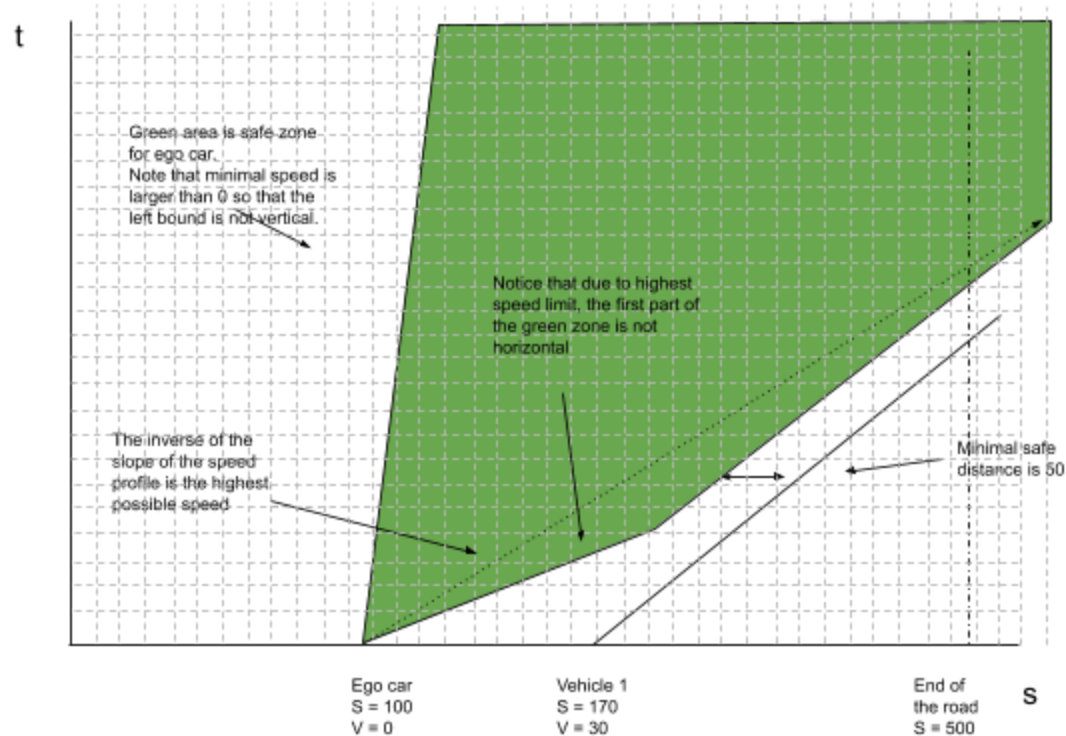 t
Green area is safe zone
for ego car.
Note that minimal speed is
larger than 0 so that the
left bound is not vertical.
Notice that due to highest
speed limit, the first part of
the green zone is not
horizontal
The inverse of the
slope of the speed
profile is the highest
possible speed
Minimal safe
distance is 50
Ego car
S = 100
V = 0
Vehicle 1
S = 170
V = 30
End of
the road
S = 500
s